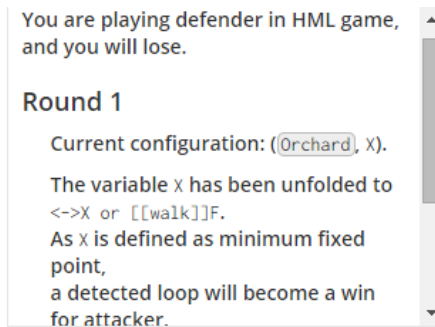 You are playing defender in HML game,
and you will lose.
Round 1
Current configuration: (Orchard, X).
The variable X has been unfolded to
<->X or [[walk]]F.
As X is defined as minimum fixed
point,
a detected loop will become a win
for attacker.